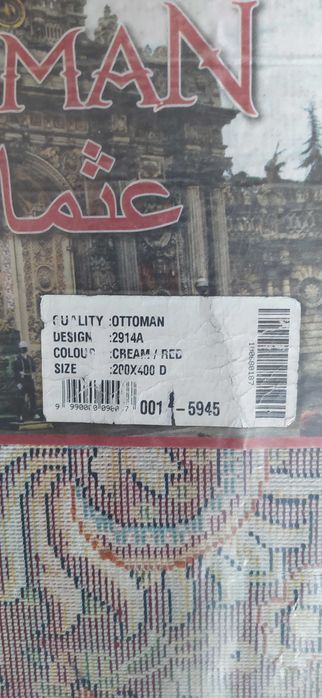 MAN
عثما
QUALITY :OTTOMAN
DESIGN :2914A
COLOUR :CREAM / RED
SIZE :200X400 D
001 -5945